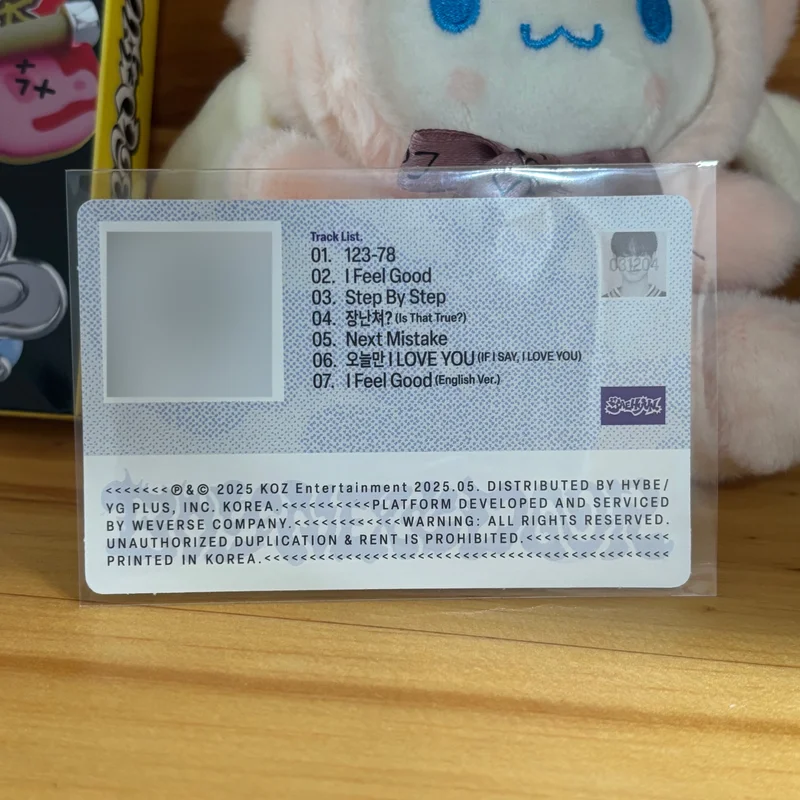 Track List.
01. 123-78
02. I Feel Good
03. Step By Step
04. 장난쳐? (Is That True?)
05. Next Mistake
06. 오늘만 I LOVE YOU (IF I SAY, I LOVE YOU)
07. I Feel Good (English Ver.)
031204
JAEHYUN
<<<<<<<℗&© 2025 KOZ Entertainment 2025.05. DISTRIBUTED BY HYBE/
YG PLUS, INC. KOREA.<<<<<<<<<<PLATFORM DEVELOPED AND SERVICED
BY WEVERSE COMPANY.<<<<<<<<<<<<WARNING: ALL RIGHTS RESERVED.
UNAUTHORIZED DUPLICATION & RENT IS PROHIBITED.<<<<<<<<<<<<<<<<
PRINTED IN KOREA.<<<<<<<<<<<<<<<<<<<<<<<<<<<<<<<<<<<<<<<<<<<<